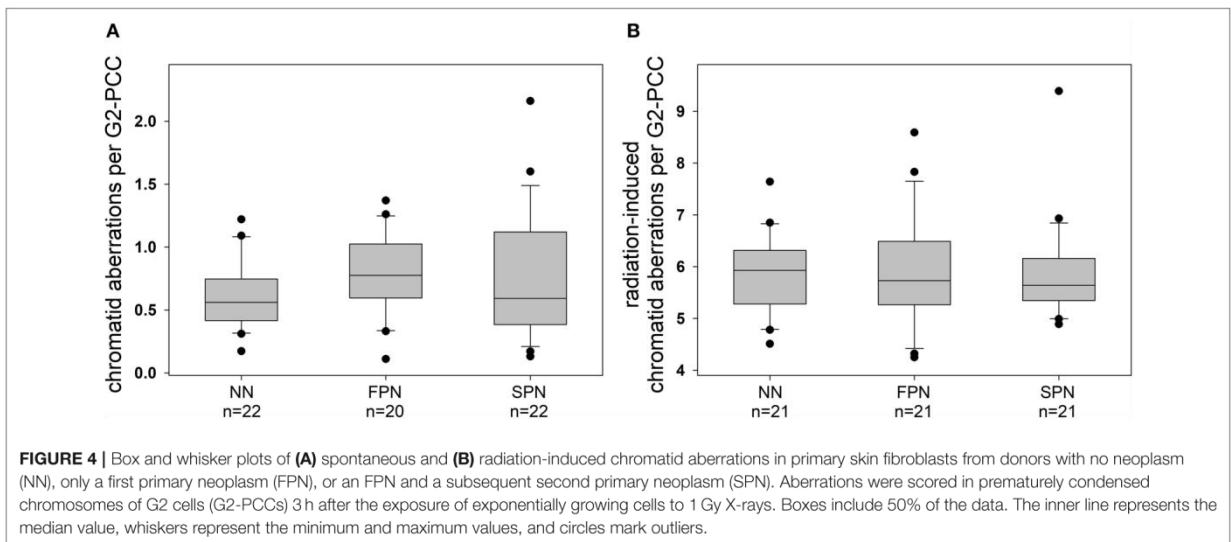 A
chromatid aberrations per G2-PCC
2.0
1.5
1.0
0.5
0.0
NN FPN SPN
n=22 n=20 n=22
B
radiation-induced
chromatid aberrations per G2-PCC
9
8
7
6
5
4
NN FPN SPN
n=21 n=21 n=21
FIGURE 4 | Box and whisker plots of (A) spontaneous and (B) radiation-induced chromatid aberrations in primary skin fibroblasts from donors with no neoplasm
(NN), only a first primary neoplasm (FPN), or an FPN and a subsequent second primary neoplasm (SPN). Aberrations were scored in prematurely condensed
chromosomes of G2 cells (G2-PCCs) 3 h after the exposure of exponentially growing cells to 1 Gy X-rays. Boxes include 50% of the data. The inner line represents the
median value, whiskers represent the minimum and maximum values, and circles mark outliers.